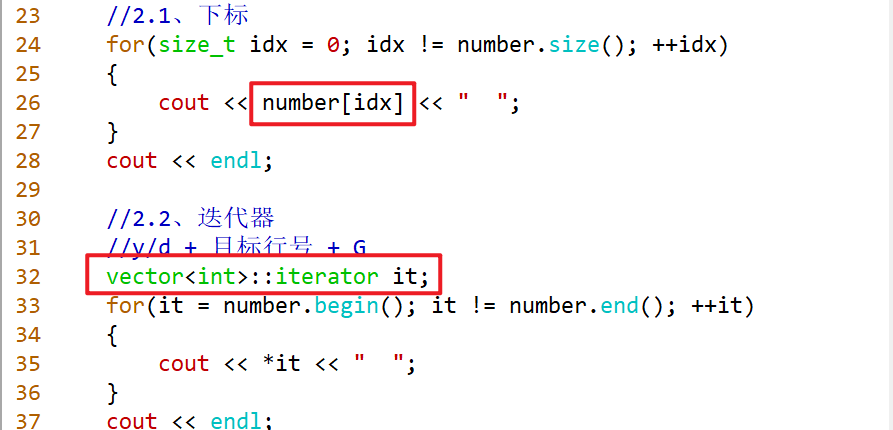 23 //2.1、下标
24 for(size_t idx = 0; idx != number.size(); ++idx)
25 {
26 cout << number[idx] << "  ";
27 }
28 cout << endl;
29
30 //2.2、迭代器
31 //y/d + 目标行号 + G
32 vector<int>::iterator it;
33 for(it = number.begin(); it != number.end(); ++it)
34 {
35 cout << *it << "  ";
36 }
37 cout << endl;